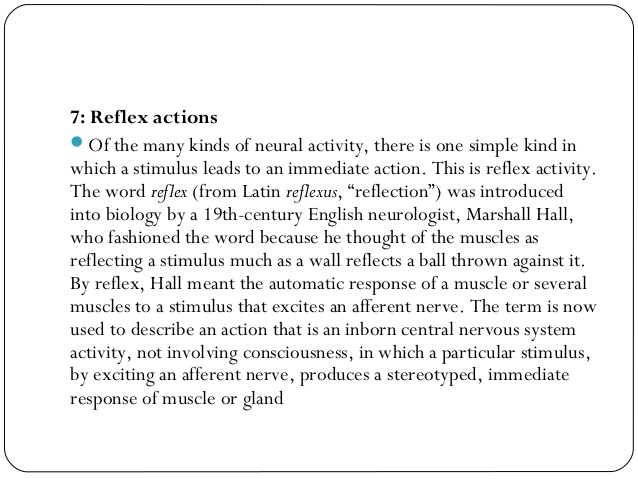 7: Reflex actions
Of the many kinds of neural activity, there is one simple kind in
which a stimulus leads to an immediate action. This is reflex activity.
The word reflex (from Latin reflexus, “reflection”) was introduced
into biology by a 19th-century English neurologist, Marshall Hall,
who fashioned the word because he thought of the muscles as
reflecting a stimulus much as a wall reflects a ball thrown against it.
By reflex, Hall meant the automatic response of a muscle or several
muscles to a stimulus that excites an afferent nerve. The term is now
used to describe an action that is an inborn central nervous system
activity, not involving consciousness, in which a particular stimulus,
by exciting an afferent nerve, produces a stereotyped, immediate
response of muscle or gland